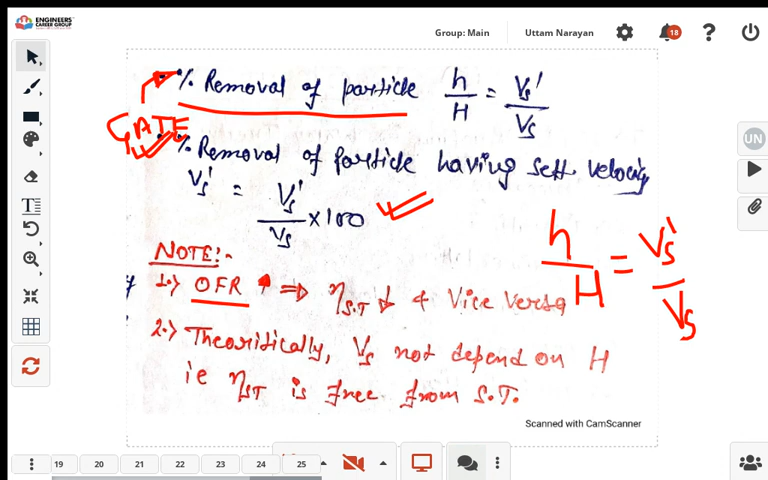 ENGINEERS
CAREER GROUP
Group: Main
Uttam Narayan
18
?
% Removal of particle h/H = Vs'/Vs
GATE
% Removal of particle having sett. velocity
Vs' = Vs'/Vs × 100
h/H = Vs'/Vs
NOTE:-
1.> OFR ↑ ⇒ ηS.T ↓ & Vice Versa
2.> Theoritically, Vs not depend on H
ie ηST is free from S.T.
Scanned with CamScanner
UN
T
19 20 21 22 23 24 25